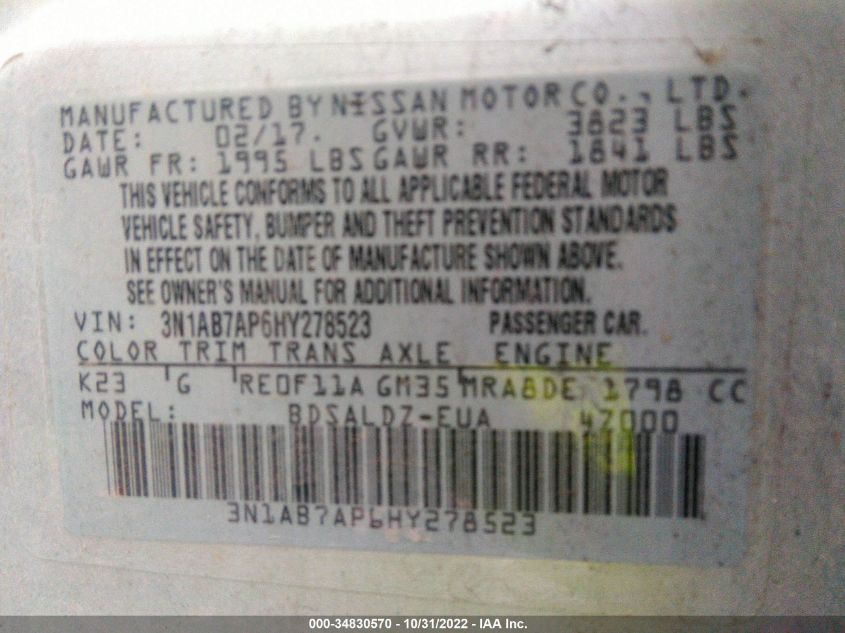 MANUFACTURED BY NISSAN MOTOR CO., LTD.
DATE: 02/17. GVWR: 3823 LBS
GAWR FR: 1995 LBS GAWR RR: 1841 LBS
THIS VEHICLE CONFORMS TO ALL APPLICABLE FEDERAL MOTOR
VEHICLE SAFETY, BUMPER AND THEFT PREVENTION STANDARDS
IN EFFECT ON THE DATE OF MANUFACTURE SHOWN ABOVE.
SEE OWNER'S MANUAL FOR ADDITIONAL INFORMATION.
VIN: 3N1AB7AP6HY278523 PASSENGER CAR.
COLOR TRIM TRANS AXLE ENGINE
K23 G RE0F11A GM35 MRA8DE 1798 CC
MODEL: BDSALDZ-EUA 47000
3N1AB7AP6HY278523
000-34830570 - 10/31/2022 - IAA Inc.